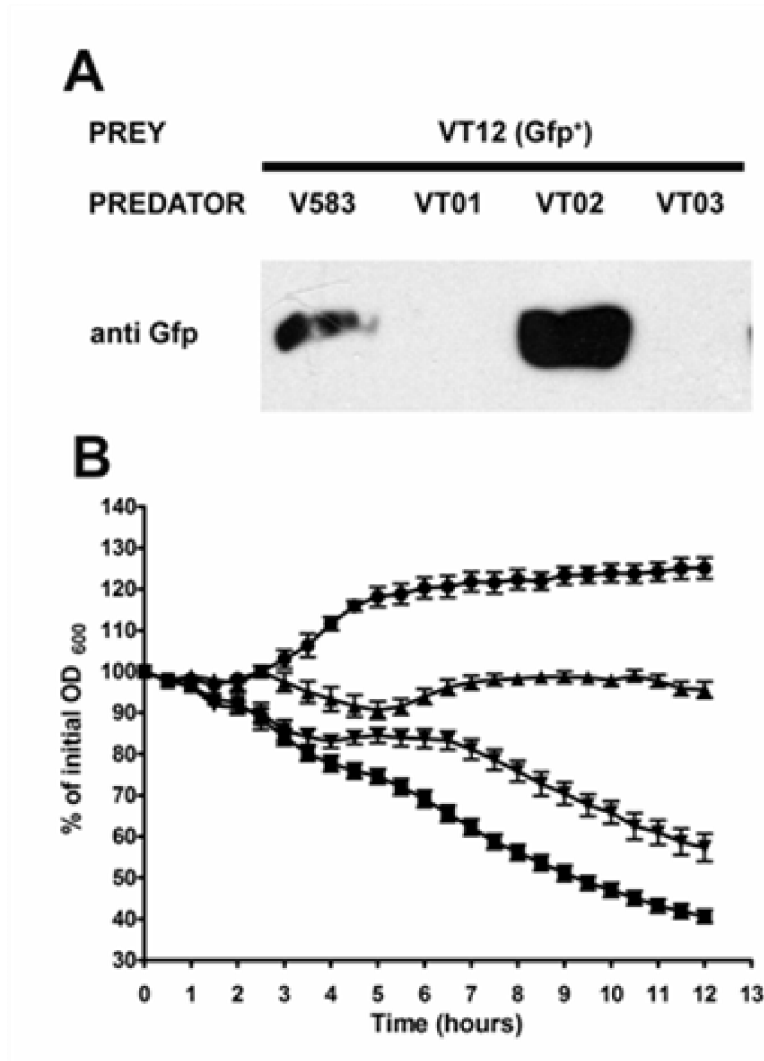 A
PREY VT12 (Gfp+)
PREDATOR V583 VT01 VT02 VT03
anti Gfp
B
140
130
120
110
100
90
80
70
60
50
40
30
% of initial OD 600
0 1 2 3 4 5 6 7 8 9 10 11 12 13
Time (hours)